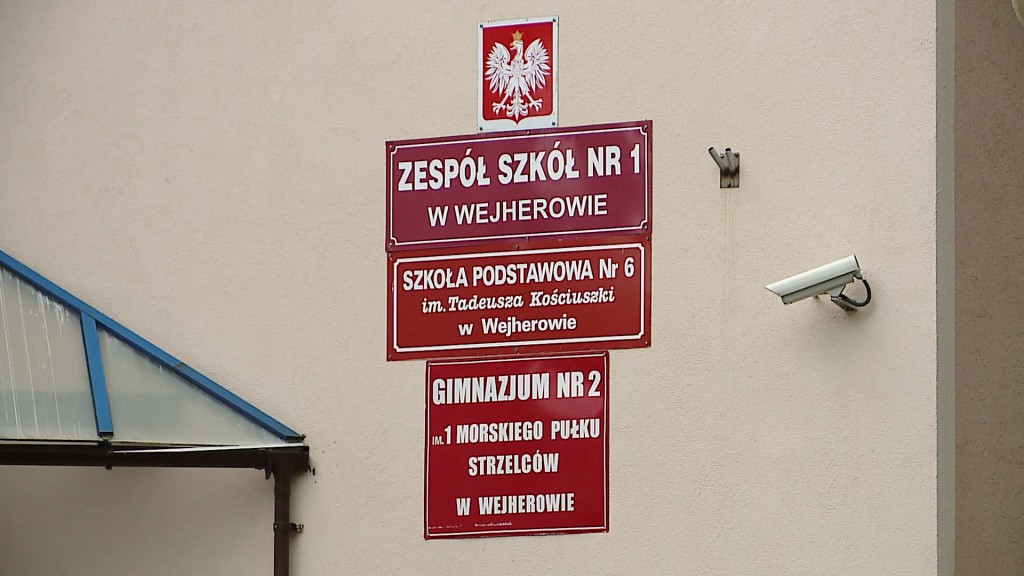 ZESPÓŁ SZKÓŁ NR 1
W WEJHEROWIE
SZKOŁA PODSTAWOWA Nr 6
im. Tadeusza Kościuszki
w Wejherowie
GIMNAZJUM NR 2
IM. 1 MORSKIEGO PUŁKU
STRZELCÓW
W WEJHEROWIE